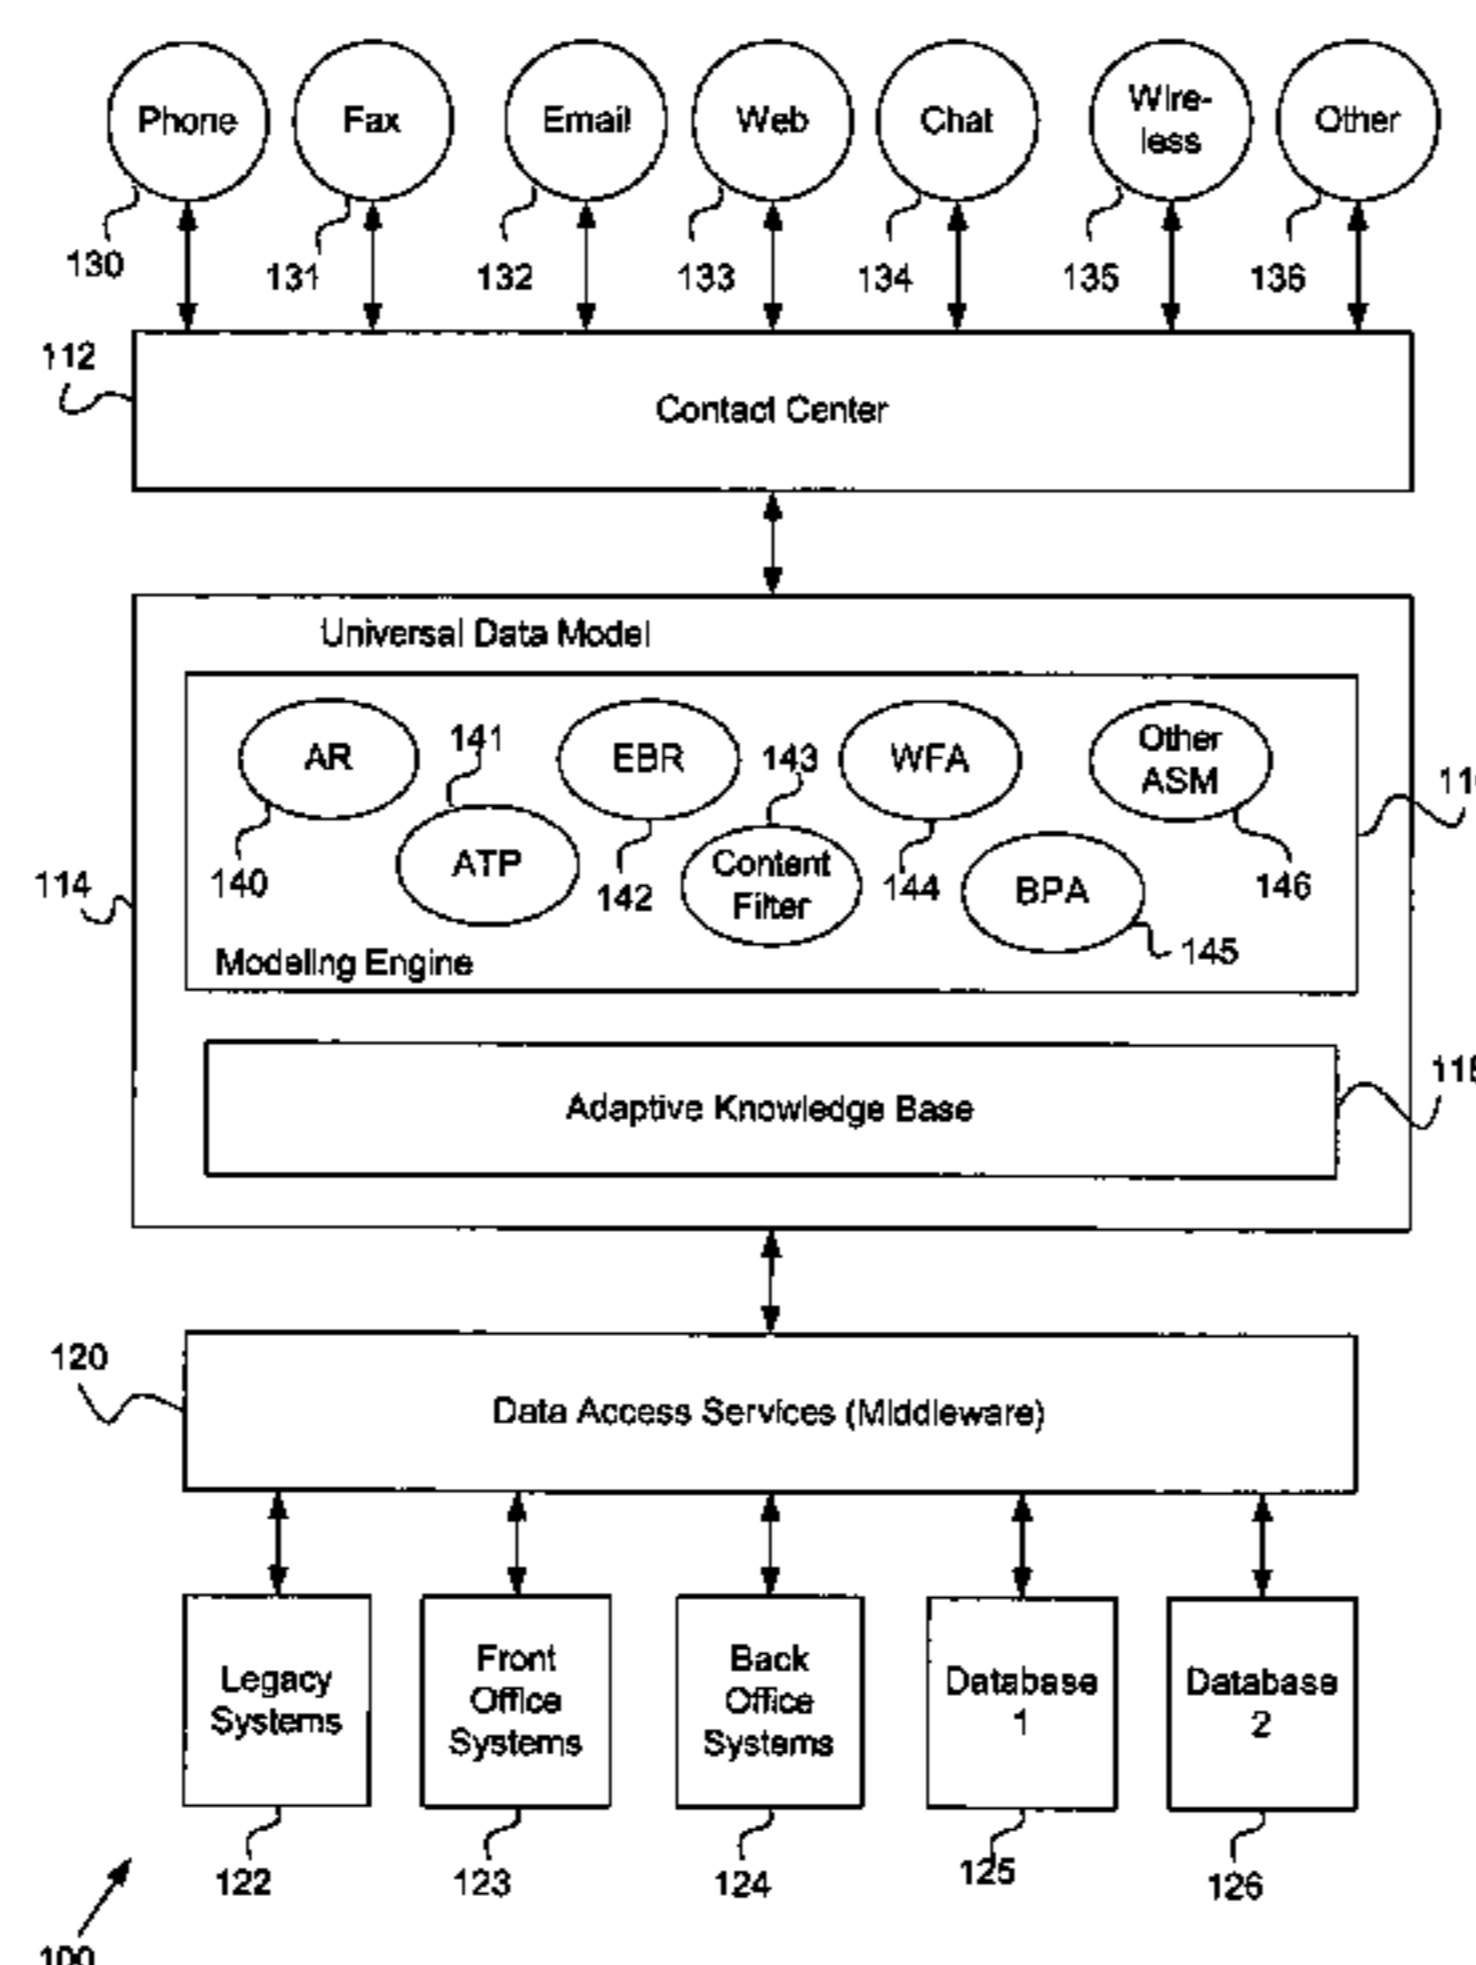 Phone
Fax
Email
Web
Chat
Wire-
less
Other
130
131
132
133
134
135
136
112
Contact Center
Universal Data Model
AR
141
EBR
143
WFA
Other
ASM
140
ATP
142
Content
Filter
144
BPA
146
114
145
Modeling Engine
Adaptive Knowledge Base
120
Data Access Services (Middleware)
Legacy
Systems
Front
Office
Systems
Back
Office
Systems
Database
1
Database
2
122
123
124
125
126
100